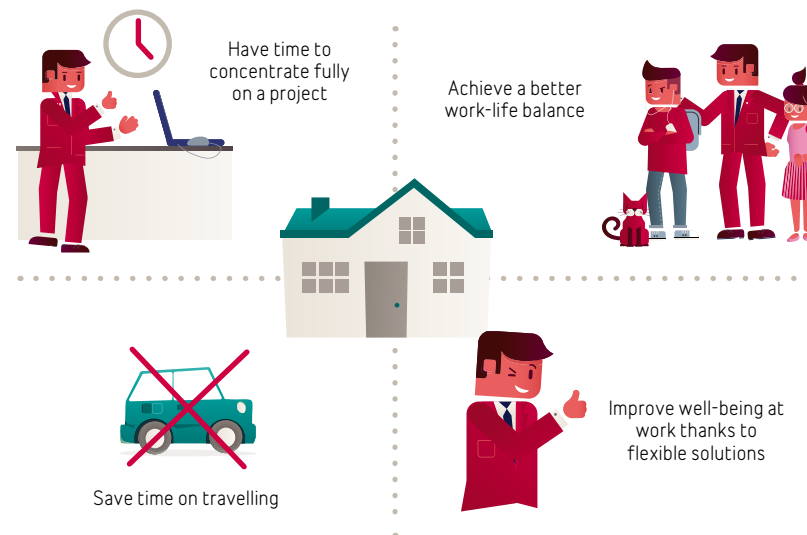 Have time to
concentrate fully
on a project
Achieve a better
work-life balance
Save time on travelling
Improve well-being at
work thanks to
flexible solutions